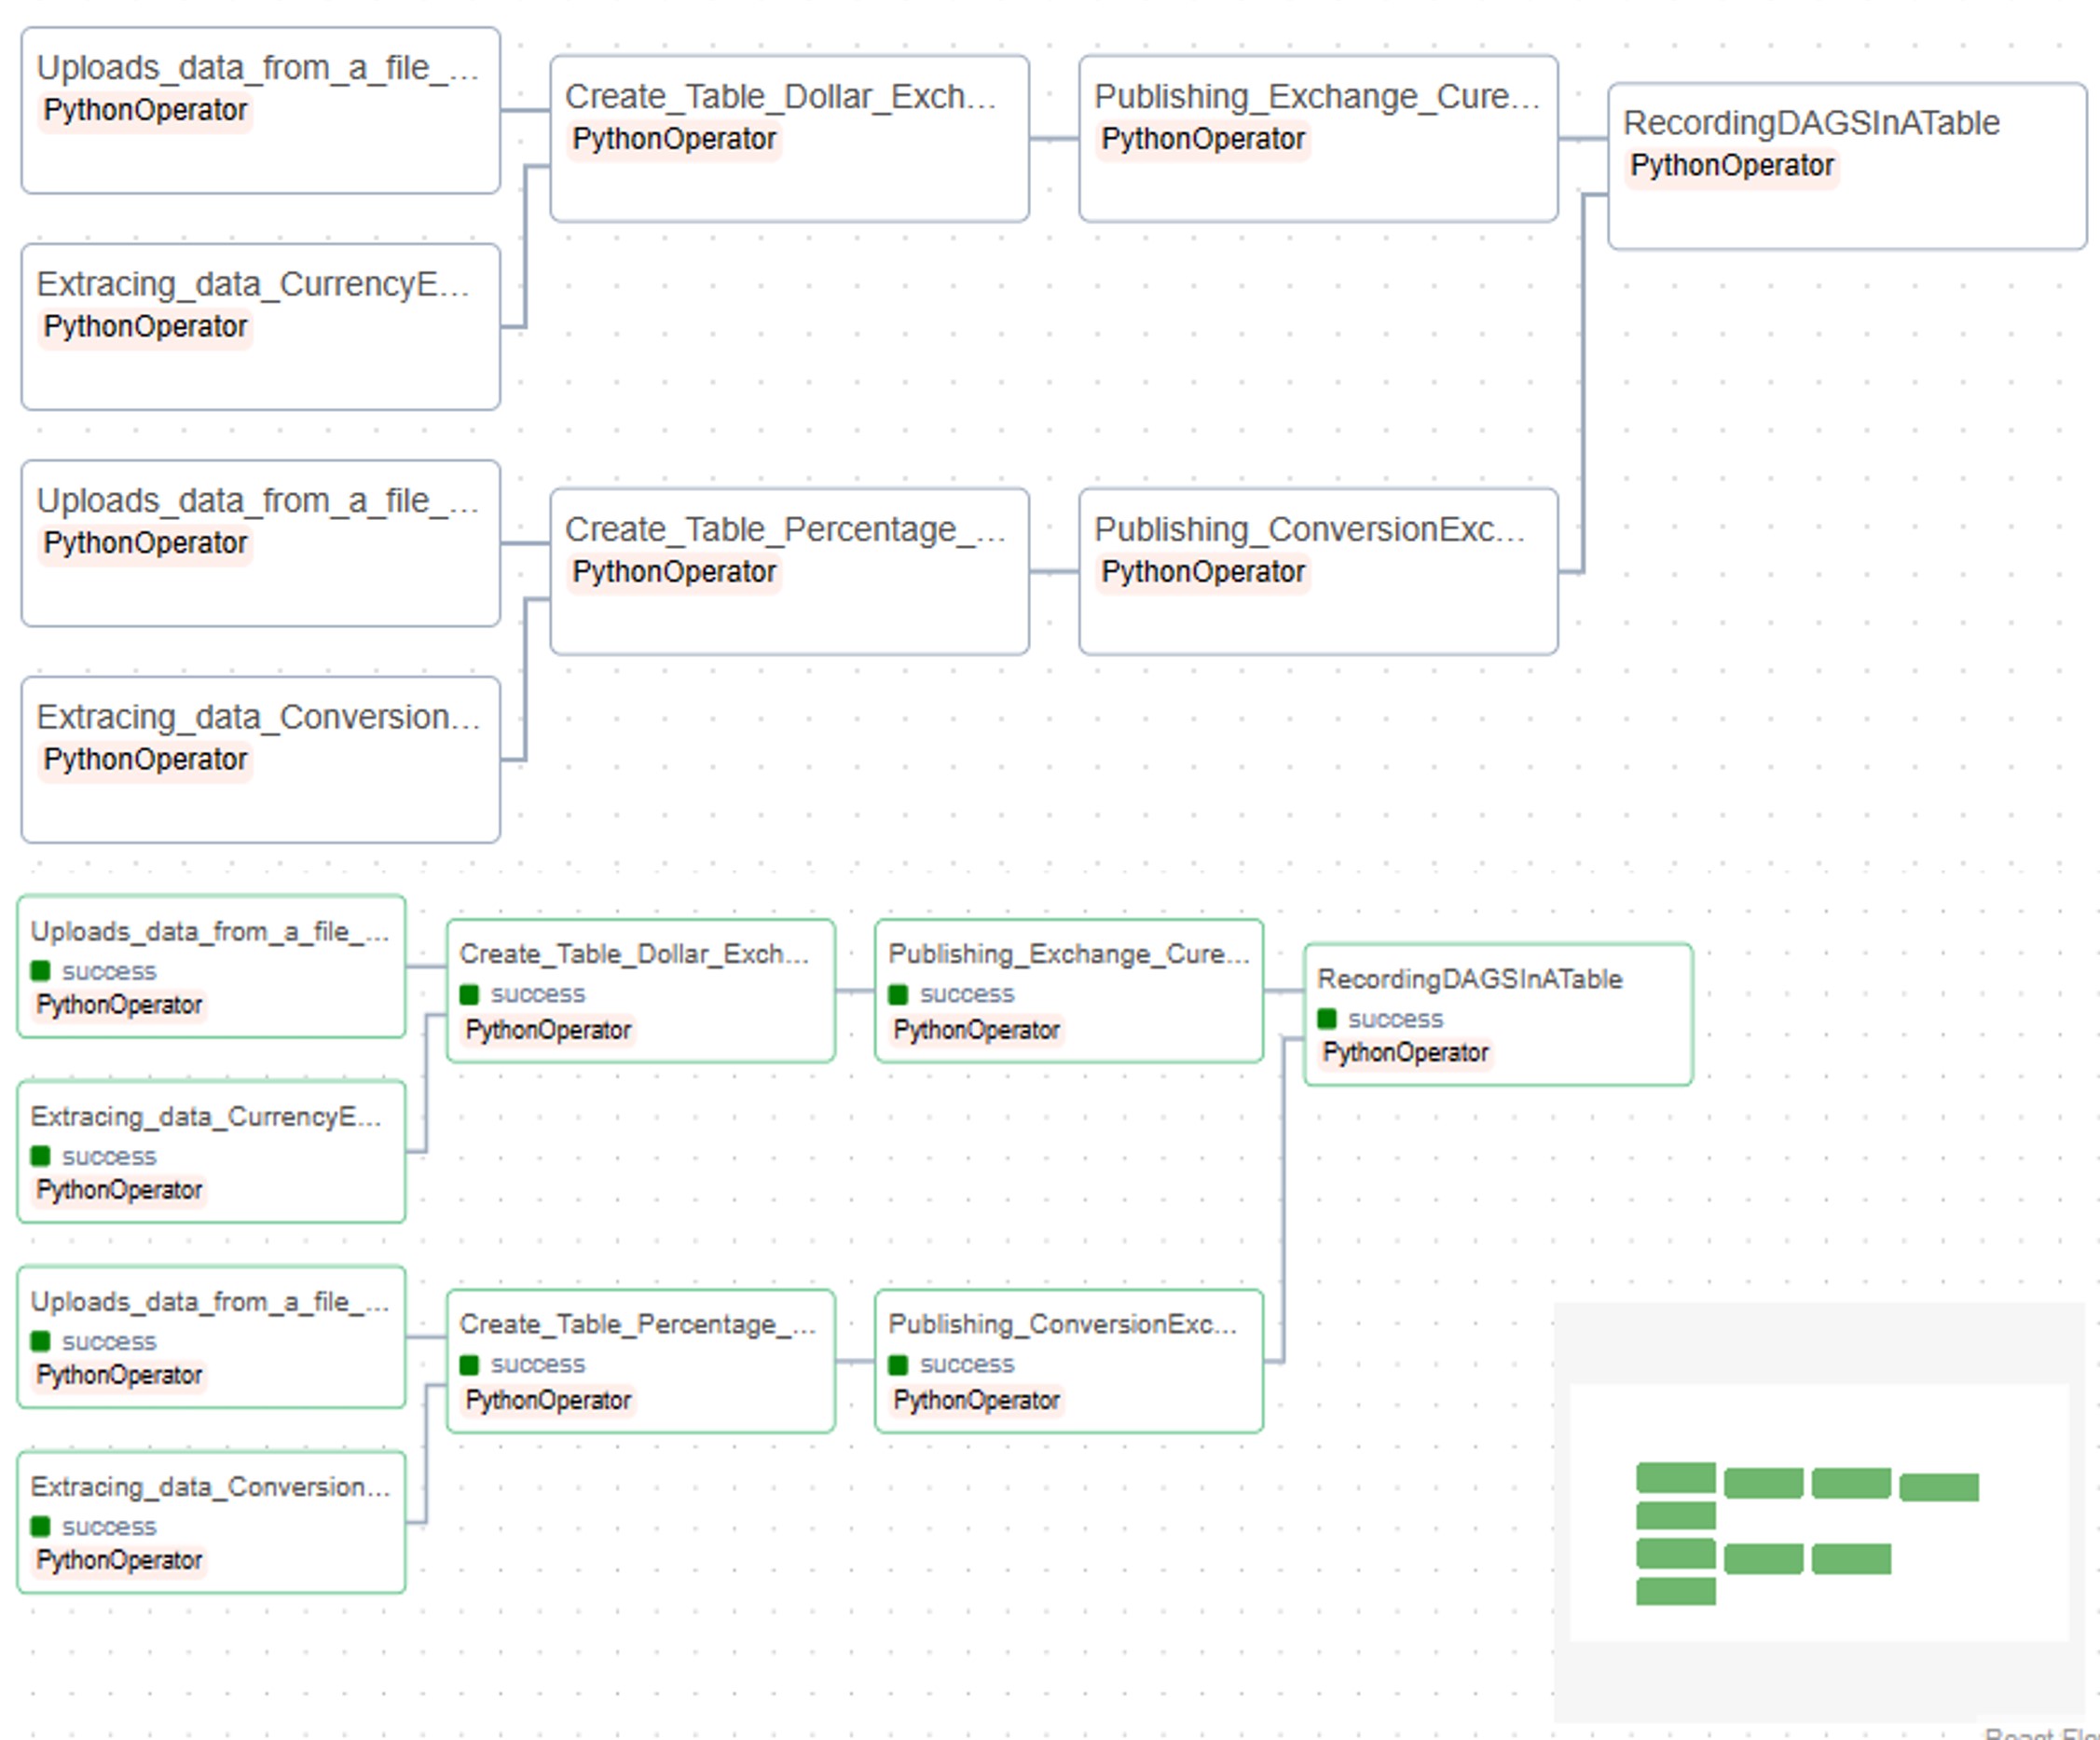 Uploads_data_from_a_file_...
PythonOperator
Create_Table_Dollar_Exch...
PythonOperator
Publishing_Exchange_Cure...
PythonOperator
RecordingDAGSInATable
PythonOperator
Extracing_data_CurrencyE...
PythonOperator
Uploads_data_from_a_file_...
PythonOperator
Create_Table_Percentage_...
PythonOperator
Publishing_ConversionExc...
PythonOperator
Extracing_data_Conversion...
PythonOperator
Uploads_data_from_a_file_...
success
PythonOperator
Create_Table_Dollar_Exch...
success
PythonOperator
Publishing_Exchange_Cure...
success
PythonOperator
RecordingDAGSInATable
success
PythonOperator
Extracing_data_CurrencyE...
success
PythonOperator
Uploads_data_from_a_file_...
success
PythonOperator
Create_Table_Percentage_...
success
PythonOperator
Publishing_ConversionExc...
success
PythonOperator
Extracing_data_Conversion...
success
PythonOperator
React